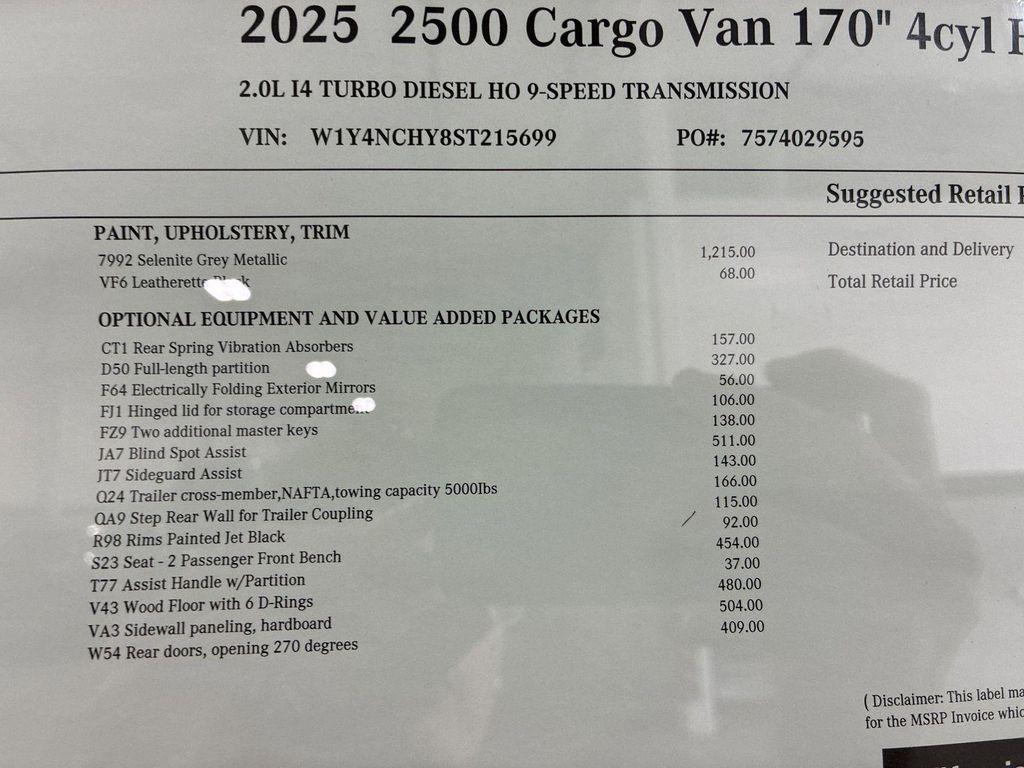 2025 2500 Cargo Van 170" 4cyl H
2.0L I4 TURBO DIESEL HO 9-SPEED TRANSMISSION
VIN: W1Y4NCHY8ST215699 PO#: 7574029595
Suggested Retail P
PAINT, UPHOLSTERY, TRIM
7992 Selenite Grey Metallic 1,215.00
VF6 Leatherette Black 68.00
Destination and Delivery
Total Retail Price
OPTIONAL EQUIPMENT AND VALUE ADDED PACKAGES
CT1 Rear Spring Vibration Absorbers 157.00
D50 Full-length partition 327.00
F64 Electrically Folding Exterior Mirrors 56.00
FJ1 Hinged lid for storage compartment 106.00
FZ9 Two additional master keys 138.00
JA7 Blind Spot Assist 511.00
JT7 Sideguard Assist 143.00
Q24 Trailer cross-member,NAFTA,towing capacity 5000Ibs 166.00
QA9 Step Rear Wall for Trailer Coupling 115.00
R98 Rims Painted Jet Black 92.00
S23 Seat - 2 Passenger Front Bench 454.00
T77 Assist Handle w/Partition 37.00
V43 Wood Floor with 6 D-Rings 480.00
VA3 Sidewall paneling, hardboard 504.00
W54 Rear doors, opening 270 degrees 409.00
( Disclaimer: This label ma
for the MSRP Invoice whic